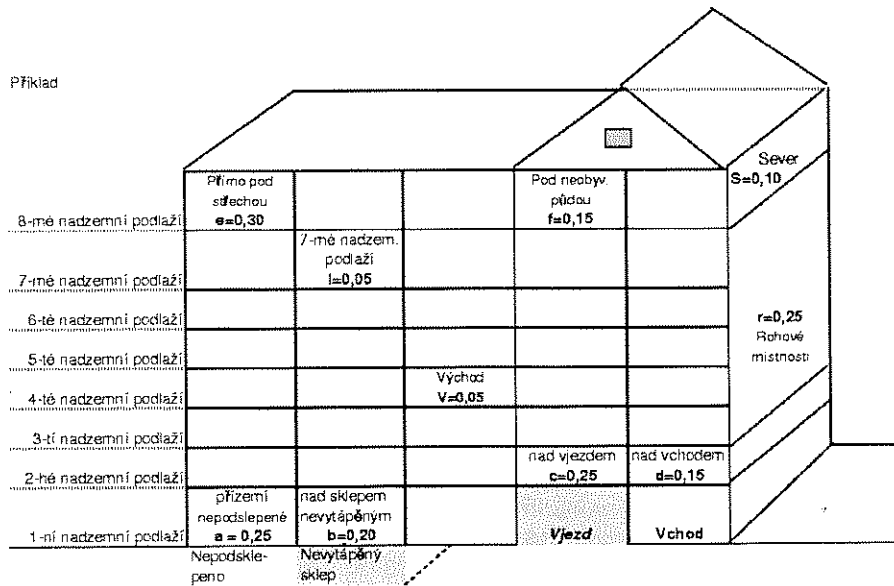 Příklad
Sever
S=0,10
Přímo pod
střechou
e=0,30
Pod neobyv.
půdou
f=0,15
8-mé nadzemní podlaží
7-mé nadzem.
podlaží
l=0,05
7-mé nadzemní podlaží
6-té nadzemní podlaží
r=0,25
Rohové
místnosti
5-té nadzemní podlaží
Východ
V=0,05
4-té nadzemní podlaží
3-tí nadzemní podlaží
nad vjezdem
c=0,25
nad vchodem
d=0,15
2-hé nadzemní podlaží
přízemí
nepodslepené
a = 0,25
nad sklepem
nevytápěným
b=0,20
Vjezd
Vchod
1-ní nadzemní podlaží
Nepodskle-
peno
Nevytápěný
sklep